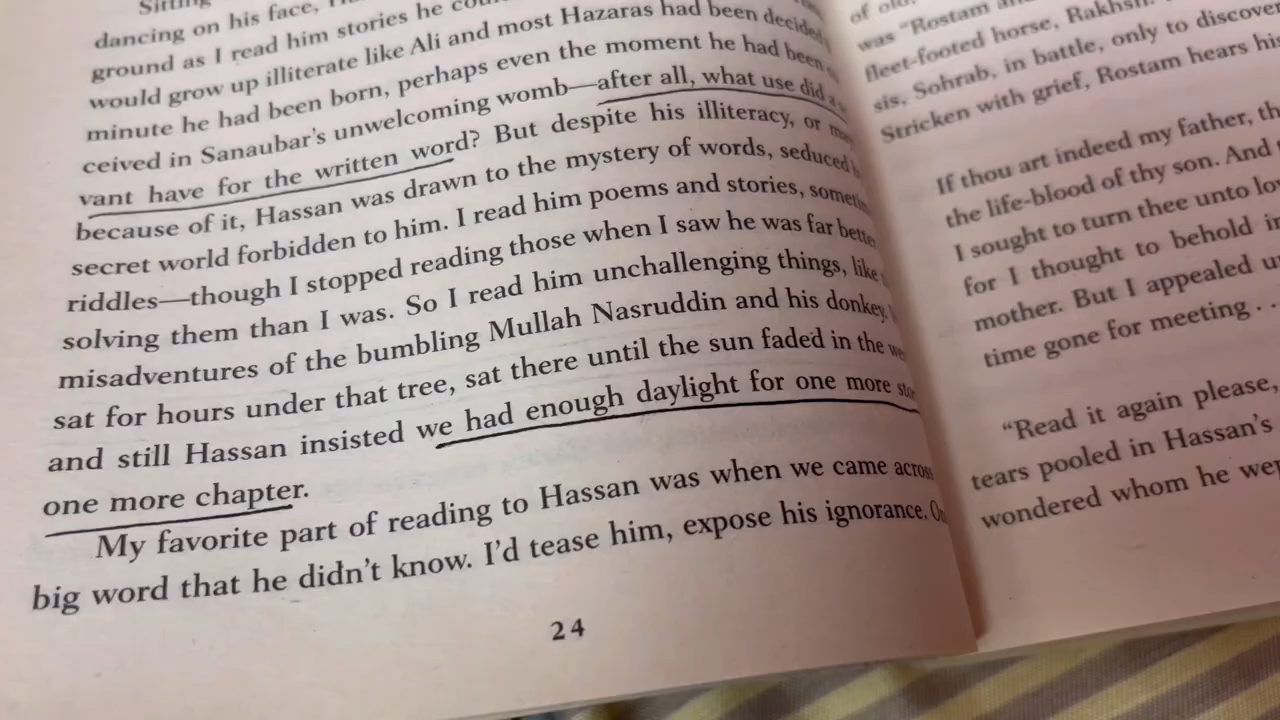 Sitting
dancing on his face,
ground as I read him stories he
would grow up illiterate like Ali and most Hazaras had been decided
minute he had been born, perhaps even the moment he had been
ceived in Sanaubar's unwelcoming womb—after all, what use did a
vant have for the written word? But despite his illiteracy, or
because of it, Hassan was drawn to the mystery of words, seduced
secret world forbidden to him. I read him poems and stories,
riddles—though I stopped reading those when I saw he was far better
solving them than I was. So I read him unchallenging things, like
misadventures of the bumbling Mullah Nasruddin and his donkey.
sat for hours under that tree, sat there until the sun faded in the
and still Hassan insisted we had enough daylight for one more
one more chapter.
My favorite part of reading to Hassan was when we came across
big word that he didn't know. I'd tease him, expose his ignorance.
24
of old.
was "Rostam
fleet-footed horse, Rakhsh.
sis, Sohrab, in battle, only to discover
Stricken with grief, Rostam hears his
If thou art indeed my father,
the life-blood of thy son. And
I sought to turn thee unto
for I thought to behold in
mother. But I appealed
time gone for meeting . .
"Read it again please,
tears pooled in Hassan's
wondered whom he